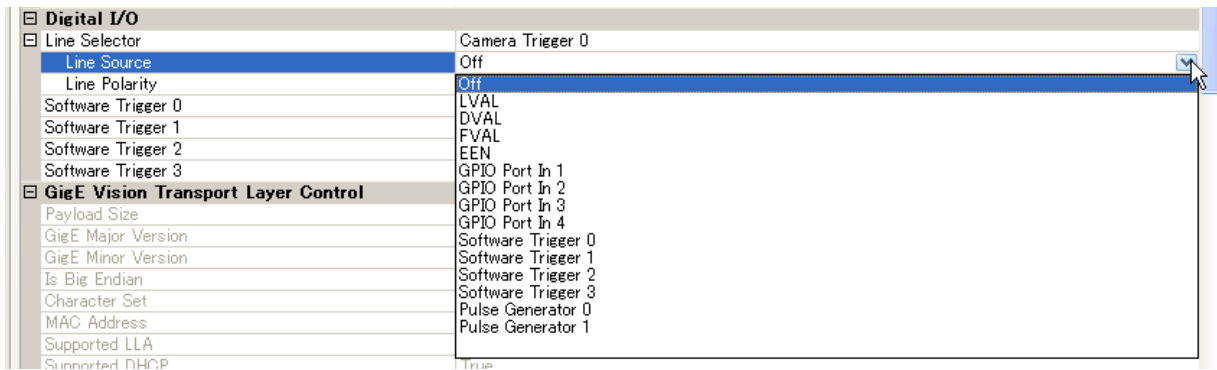 Digital I/O
Line Selector Camera Trigger 0
Line Source Off
Line Polarity Off
Software Trigger 0 LVAL
DVAL
Software Trigger 1 FVAL
Software Trigger 2 EEN
Software Trigger 3 GPIO Port In 1
GigE Vision Transport Layer Control GPIO Port In 2
GPIO Port In 3
Payload Size GPIO Port In 4
GigE Major Version Software Trigger 0
GigE Minor Version Software Trigger 1
Is Big Endian Software Trigger 2
Character Set Software Trigger 3
Pulse Generator 0
MAC Address Pulse Generator 1
Supported LLA
Supported DHCP True